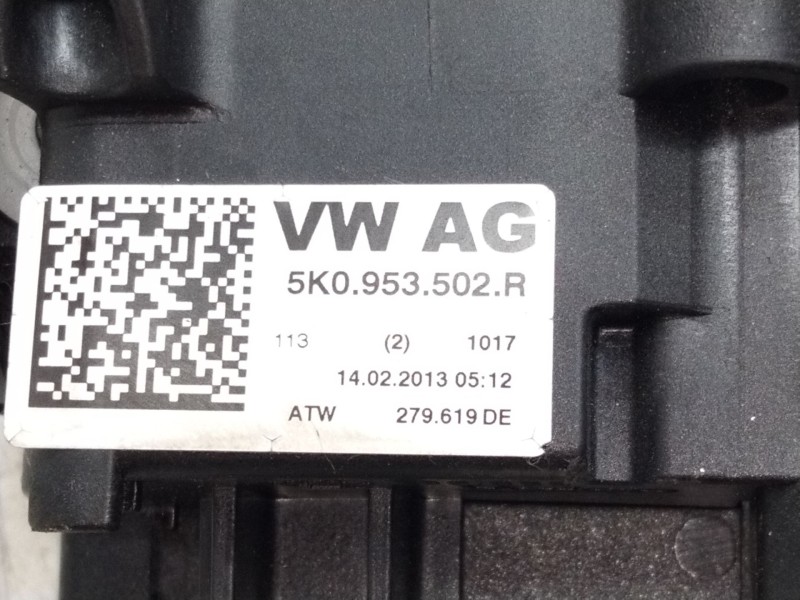 VW AG
5K0.953.502.R
113 (2) 1017
14.02.2013 05:12
ATW 279.619 DE